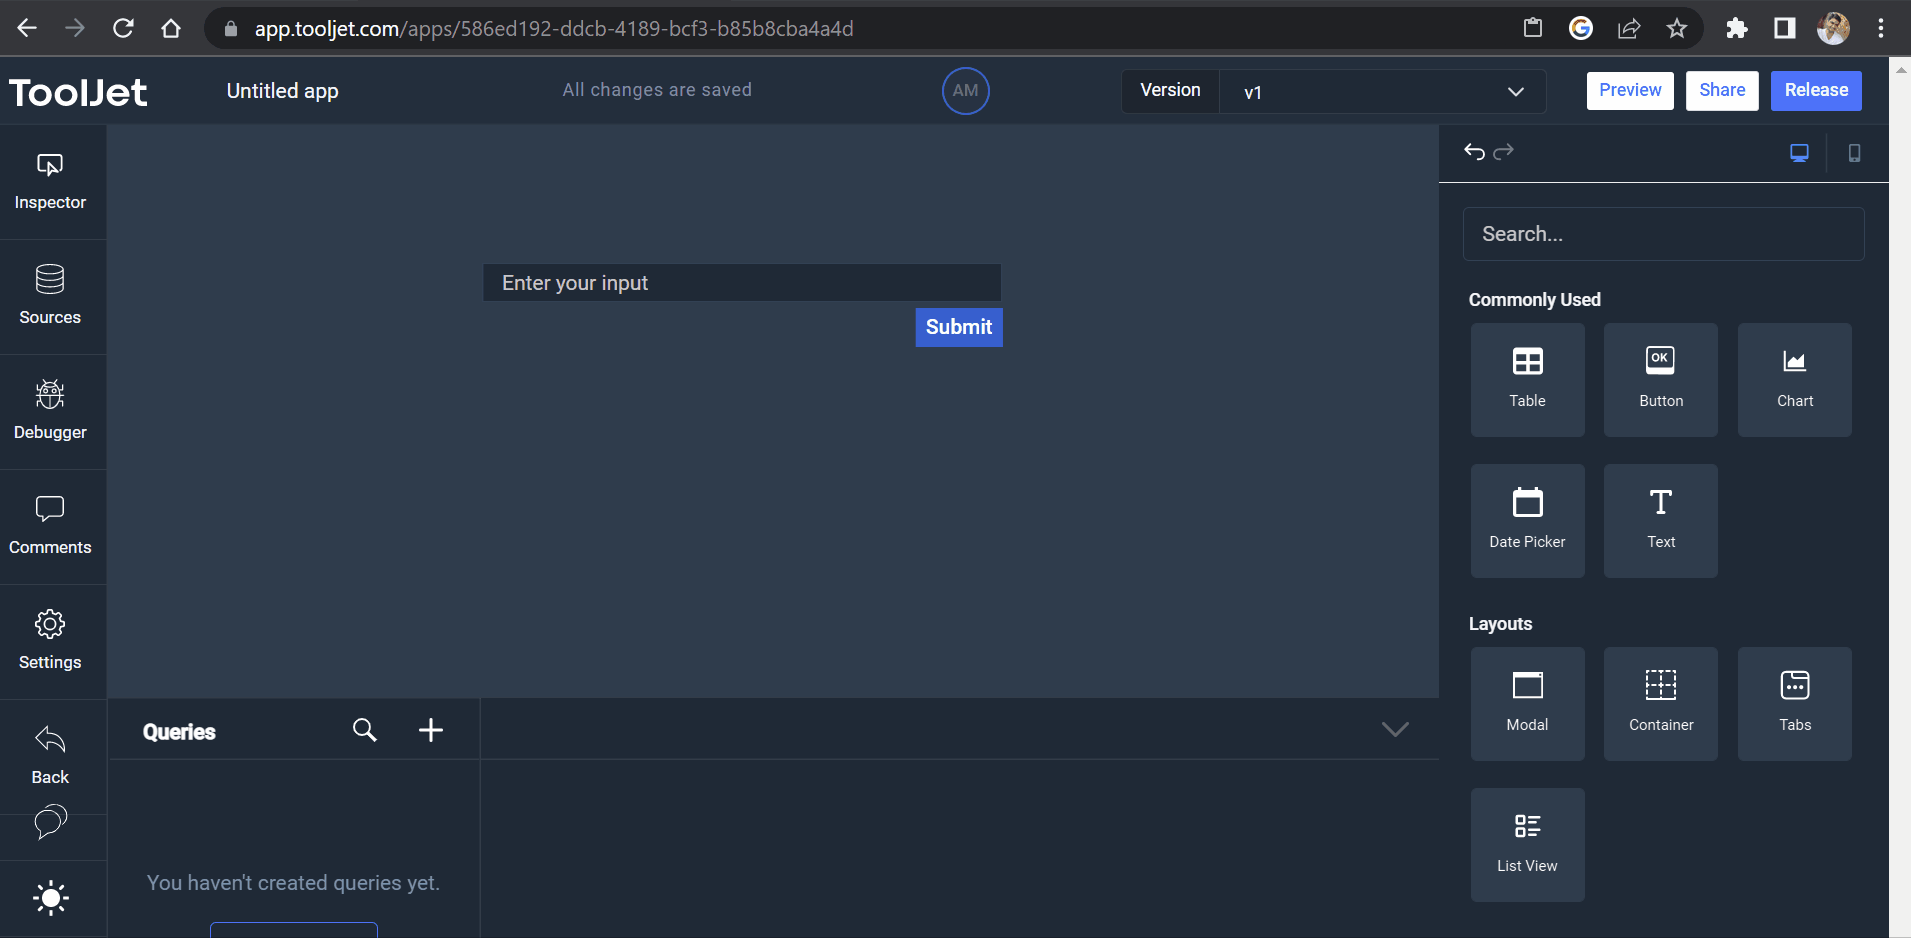 app.tooljet.com/apps/586ed192-ddcb-4189-bcf3-b85b8cba4a4d
ToolJet
Untitled app
All changes are saved
AM
Version
v1
Preview
Share
Release
Inspector
Sources
Debugger
Comments
Settings
Back
Enter your input
Submit
Queries
You haven't created queries yet.
Search...
Commonly Used
Table
OK
Button
Chart
Date Picker
Text
Layouts
Modal
Container
Tabs
List View